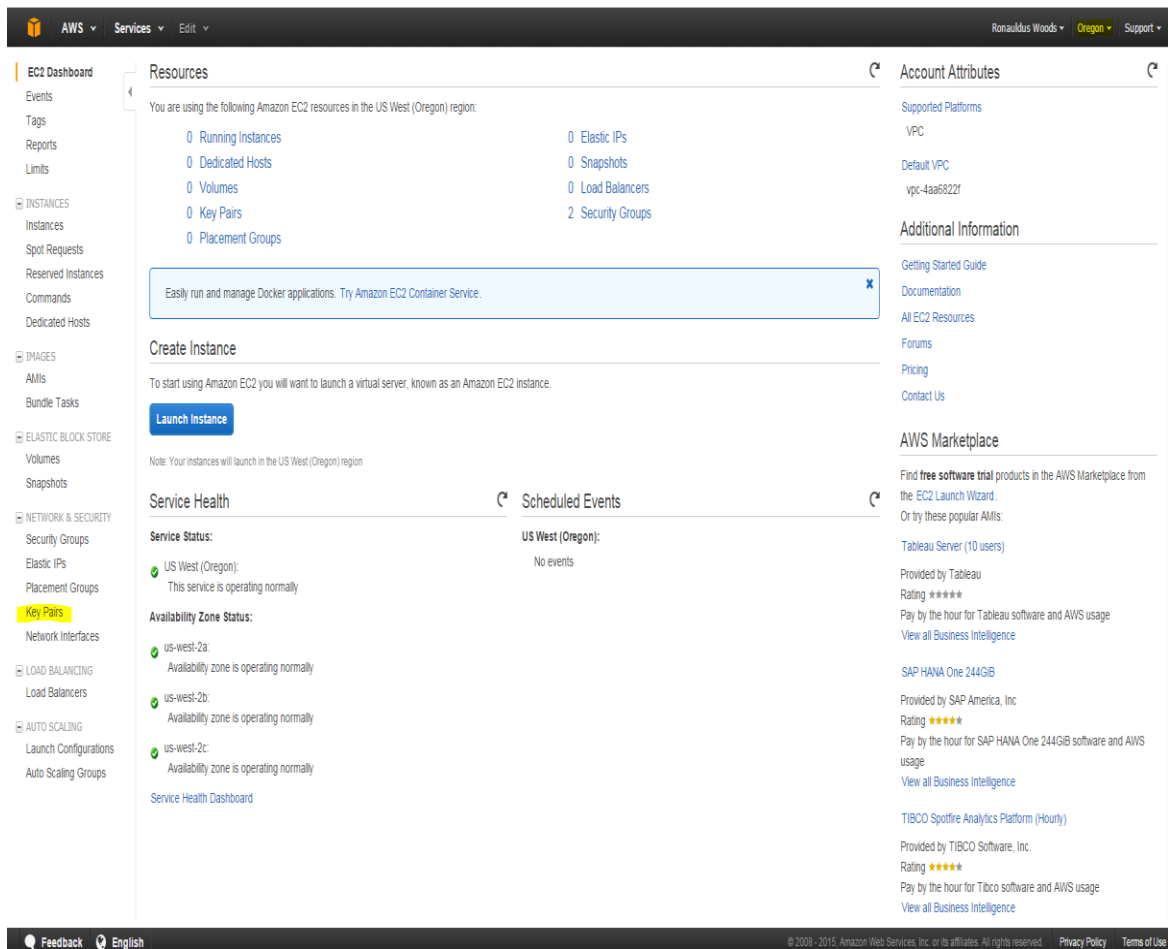 AWS Services Edit Ronauldus Woods Oregon Support
EC2 Dashboard
Events
Tags
Reports
Limits
INSTANCES
Instances
Spot Requests
Reserved Instances
Commands
Dedicated Hosts
IMAGES
AMIs
Bundle Tasks
ELASTIC BLOCK STORE
Volumes
Snapshots
NETWORK & SECURITY
Security Groups
Elastic IPs
Placement Groups
Key Pairs
Network Interfaces
LOAD BALANCING
Load Balancers
AUTO SCALING
Launch Configurations
Auto Scaling Groups
Resources
You are using the following Amazon EC2 resources in the US West (Oregon) region:
0 Running Instances
0 Dedicated Hosts
0 Volumes
0 Key Pairs
0 Placement Groups
0 Elastic IPs
0 Snapshots
0 Load Balancers
2 Security Groups
Easily run and manage Docker applications. Try Amazon EC2 Container Service.
Create Instance
To start using Amazon EC2 you will want to launch a virtual server, known as an Amazon EC2 instance.
Launch Instance
Note: Your instances will launch in the US West (Oregon) region
Service Health
Service Status:
US West (Oregon):
This service is operating normally
Availability Zone Status:
us-west-2a:
Availability zone is operating normally
us-west-2b:
Availability zone is operating normally
us-west-2c:
Availability zone is operating normally
Service Health Dashboard
Scheduled Events
US West (Oregon):
No events
Account Attributes
Supported Platforms
VPC
Default VPC
vpc-4aa6822f
Additional Information
Getting Started Guide
Documentation
All EC2 Resources
Forums
Pricing
Contact Us
AWS Marketplace
Find free software trial products in the AWS Marketplace from
the EC2 Launch Wizard.
Or try these popular AMIs:
Tableau Server (10 users)
Provided by Tableau
Rating
Pay by the hour for Tableau software and AWS usage
View all Business Intelligence
SAP HANA One 244GiB
Provided by SAP America, Inc
Rating
Pay by the hour for SAP HANA One 244GiB software and AWS
usage
View all Business Intelligence
TIBCO Spotfire Analytics Platform (Hourly)
Provided by TIBCO Software, Inc.
Rating
Pay by the hour for Tibco software and AWS usage
View all Business Intelligence
Feedback English © 2008 - 2015, Amazon Web Services, Inc. or its affiliates. All rights reserved. Privacy Policy Terms of Use